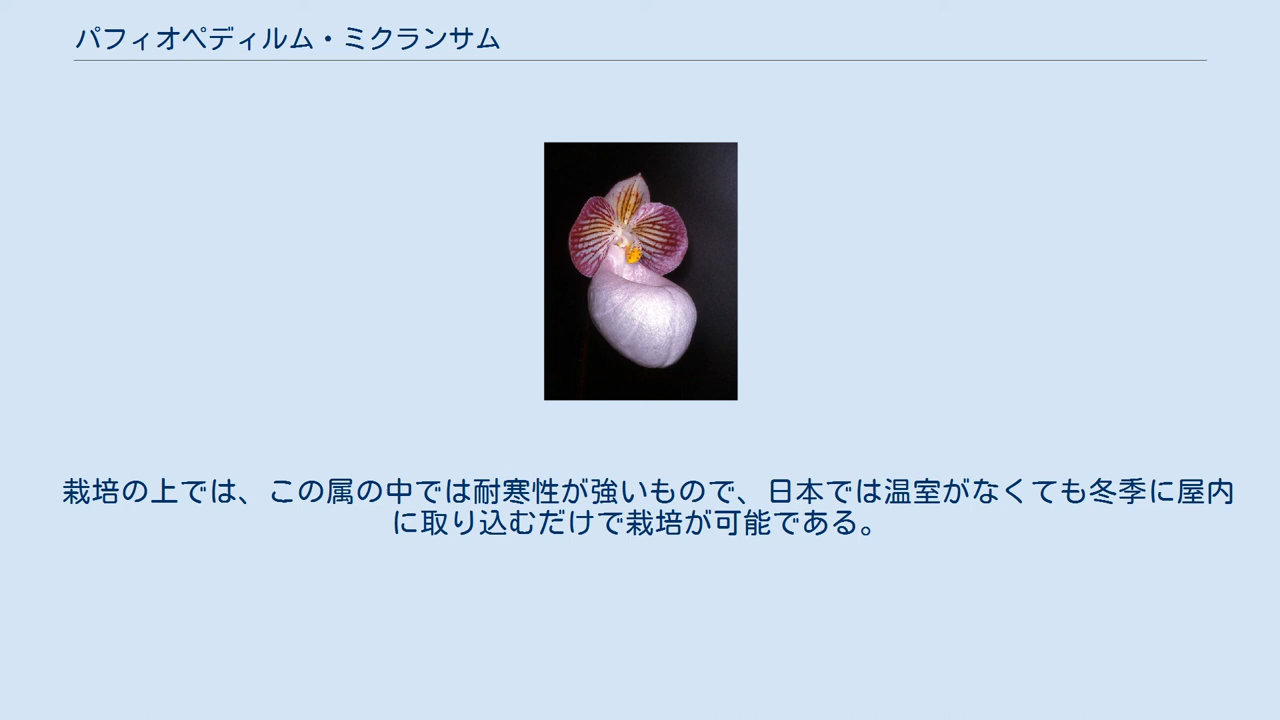 パフィオペディルム・ミクランサム
栽培の上では、この属の中では耐寒性が強いもので、日本では温室がなくても冬季に屋内
に取り込むだけで栽培が可能である。